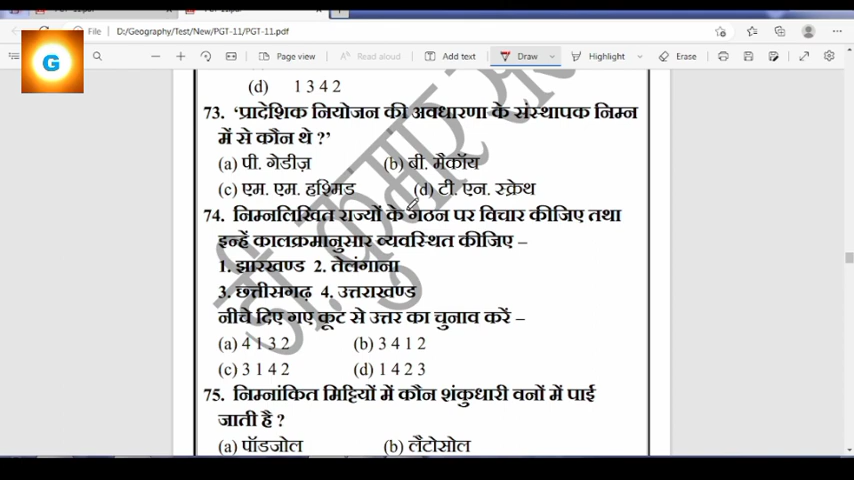 G
File
D:/Geography/Test/New/PGT-11/PGT-11.pdf
Page view
Read aloud
Add text
Draw
Highlight
Erase
(d) 1 3 4 2
73. ‘प्रादेशिक नियोजन की अवधारणा के संस्थापक निम्न
में से कौन थे ?’
(a) पी. गेडीज़ (b) बी. मैकॉय
(c) एम. एम. हश्मिड (d) टी. एन. स्क्रेथ
74. निम्नलिखित राज्यों के गठन पर विचार कीजिए तथा
इन्हें कालक्रमानुसार व्यवस्थित कीजिए –
1. झारखण्ड 2. तेलंगाना
3. छत्तीसगढ़ 4. उत्तराखण्ड
नीचे दिए गए कूट से उत्तर का चुनाव करें –
(a) 4 1 3 2 (b) 3 4 1 2
(c) 3 1 4 2 (d) 1 4 2 3
75. निम्नांकित मिट्टियों में कौन शंकुधारी वनों में पाई
जाती है ?
(a) पॉडजोल (b) लैटोसोल